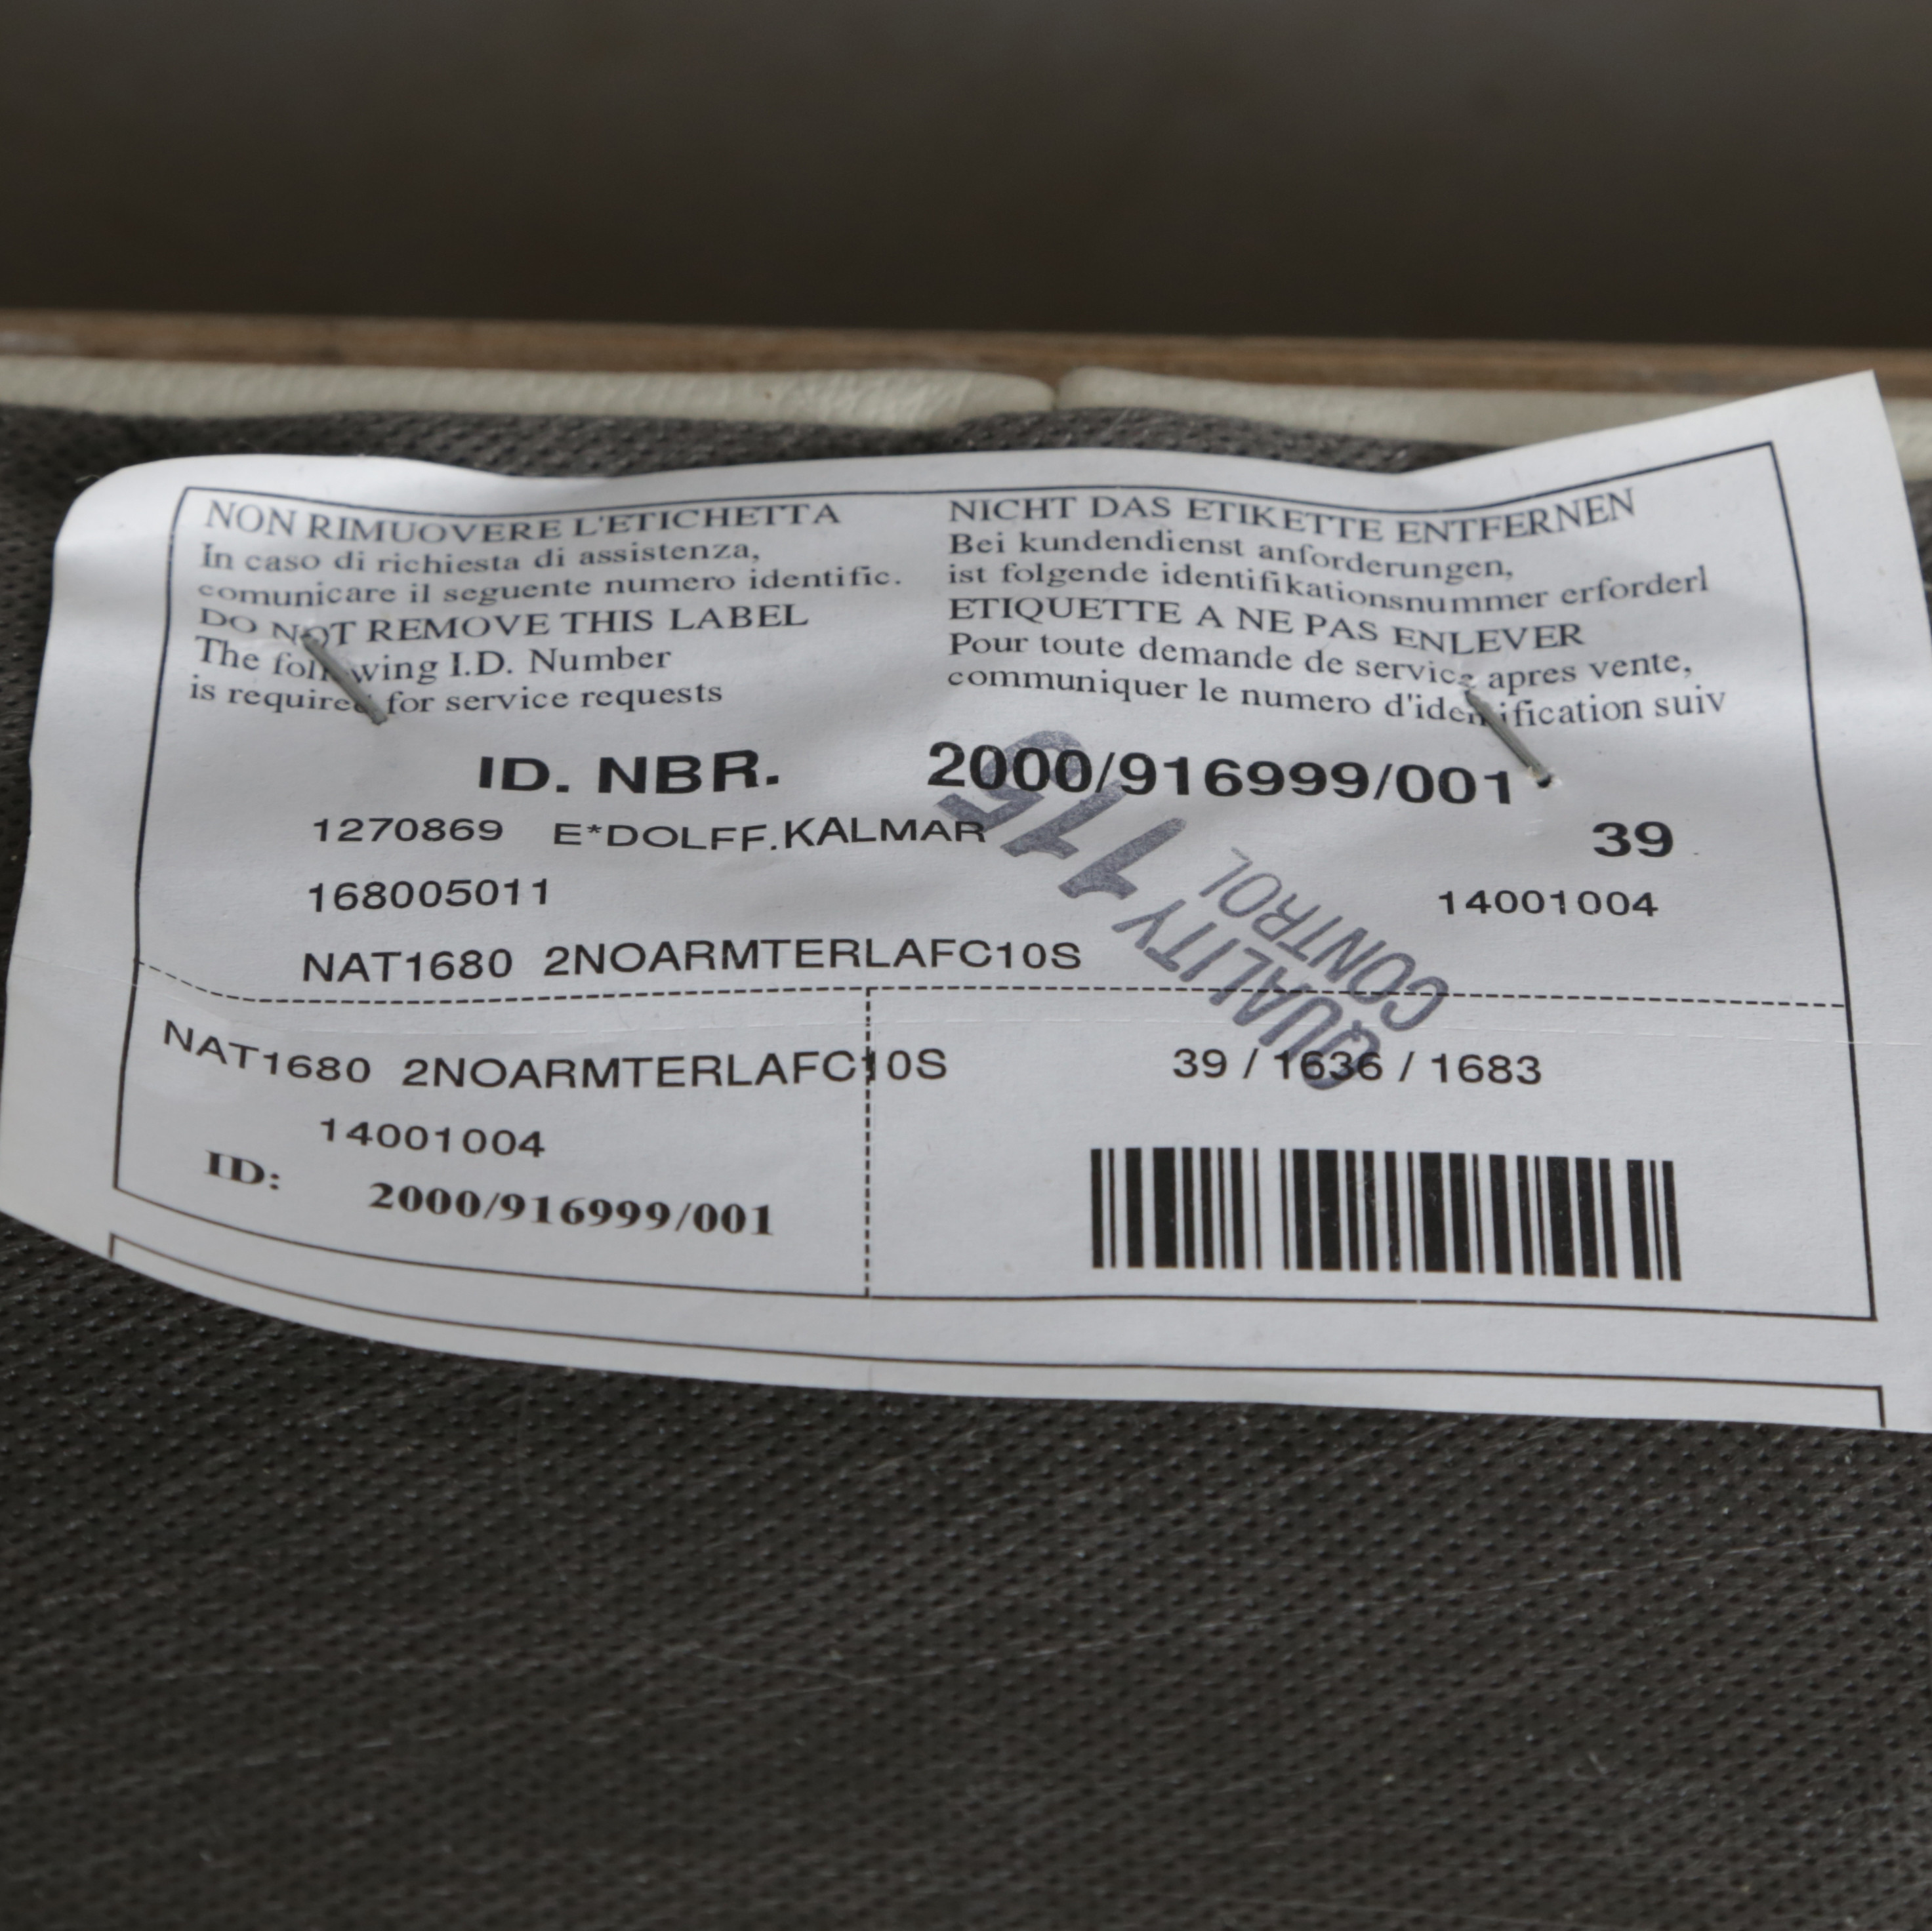 NON RIMUOVERE L'ETICHETTA
In caso di richiesta di assistenza,
comunicare il seguente numero identific.
DO NOT REMOVE THIS LABEL
The following I.D. Number
is required for service requests
NICHT DAS ETIKETTE ENTFERNEN
Bei kundendienst anforderungen,
ist folgende identifikationsnummer erforderl
ETIQUETTE A NE PAS ENLEVER
Pour toute demande de service apres vente,
communiquer le numero d'identification suiv
ID. NBR. 2000/916999/001
1270869 E*DOLFF.KALMAR 39
168005011 14001004
NAT1680 2NOARMTERLAFC10S
QUALITY 115
CONTROL
NAT1680 2NOARMTERLAFC10S 39 / 1636 / 1683
14001004
ID: 2000/916999/001